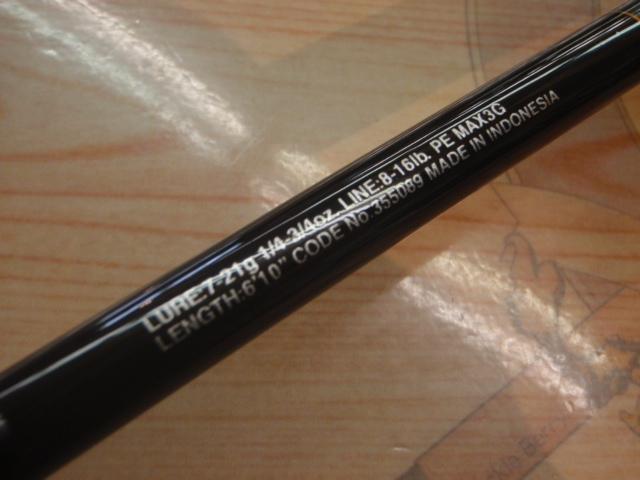 LURE:7-21g 1/4-3/4oz. LINE:8-16lb. PE MAX3G
LENGTH:6'10" CODE No.355089 MADE IN INDONESIA